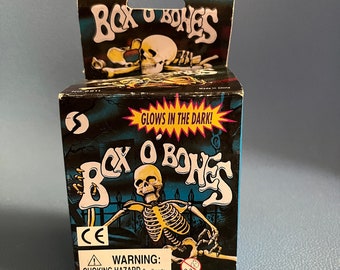 BOX O' BONES
GLOWS IN THE DARK!
BOX O' BONES
CE
WARNING:
CHOKING HAZARD